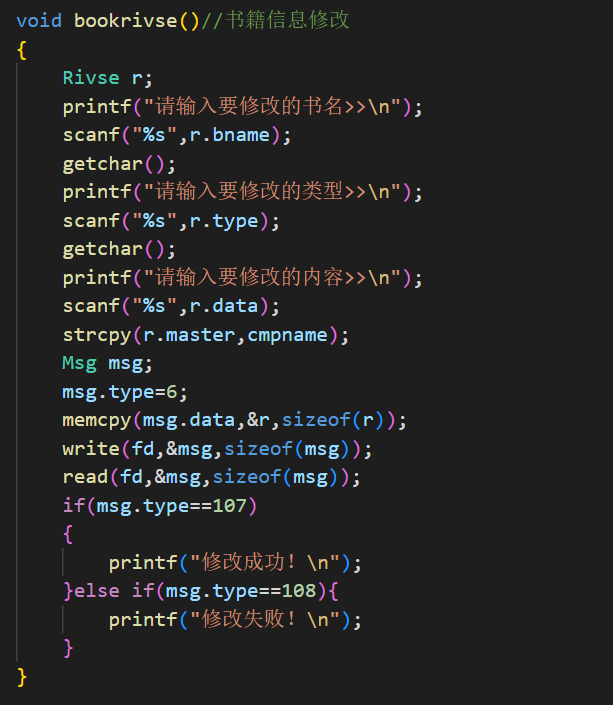 void bookrivse()//书籍信息修改
{
    Rivse r;
    printf("请输入要修改的书名>>\n");
    scanf("%s",r.bname);
    getchar();
    printf("请输入要修改的类型>>\n");
    scanf("%s",r.type);
    getchar();
    printf("请输入要修改的内容>>\n");
    scanf("%s",r.data);
    strcpy(r.master,cmpname);
    Msg msg;
    msg.type=6;
    memcpy(msg.data,&r,sizeof(r));
    write(fd,&msg,sizeof(msg));
    read(fd,&msg,sizeof(msg));
    if(msg.type==107)
    {
        printf("修改成功！\n");
    }else if(msg.type==108){
        printf("修改失败！\n");
    }
}